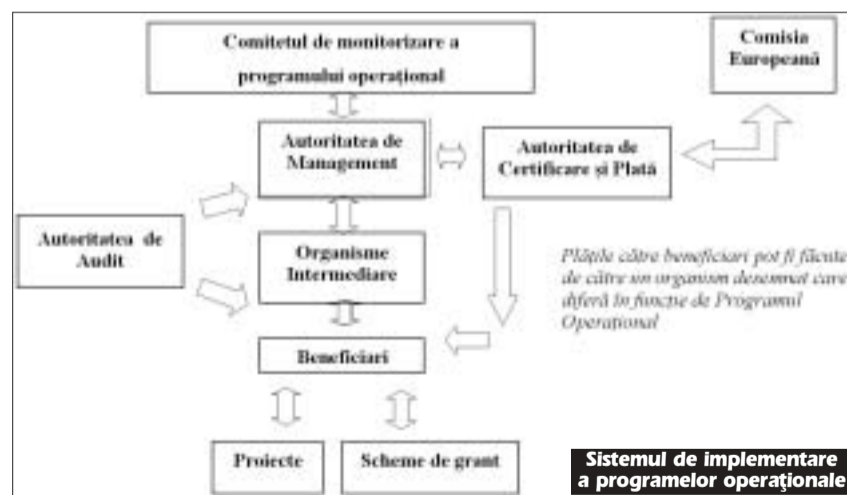 Comitetul de monitorizare a
programului operațional
Comisia
Europeană
Autoritatea de
Management
Autoritatea de
Certificare și Plată
Autoritatea de
Audit
Organisme
Intermediare
Plățile către beneficiari pot fi făcute
de către un organism desemnat care
diferă în funcție de Programul
Operațional
Beneficiari
Proiecte
Scheme de grant
Sistemul de implementare
a programelor operaţionale